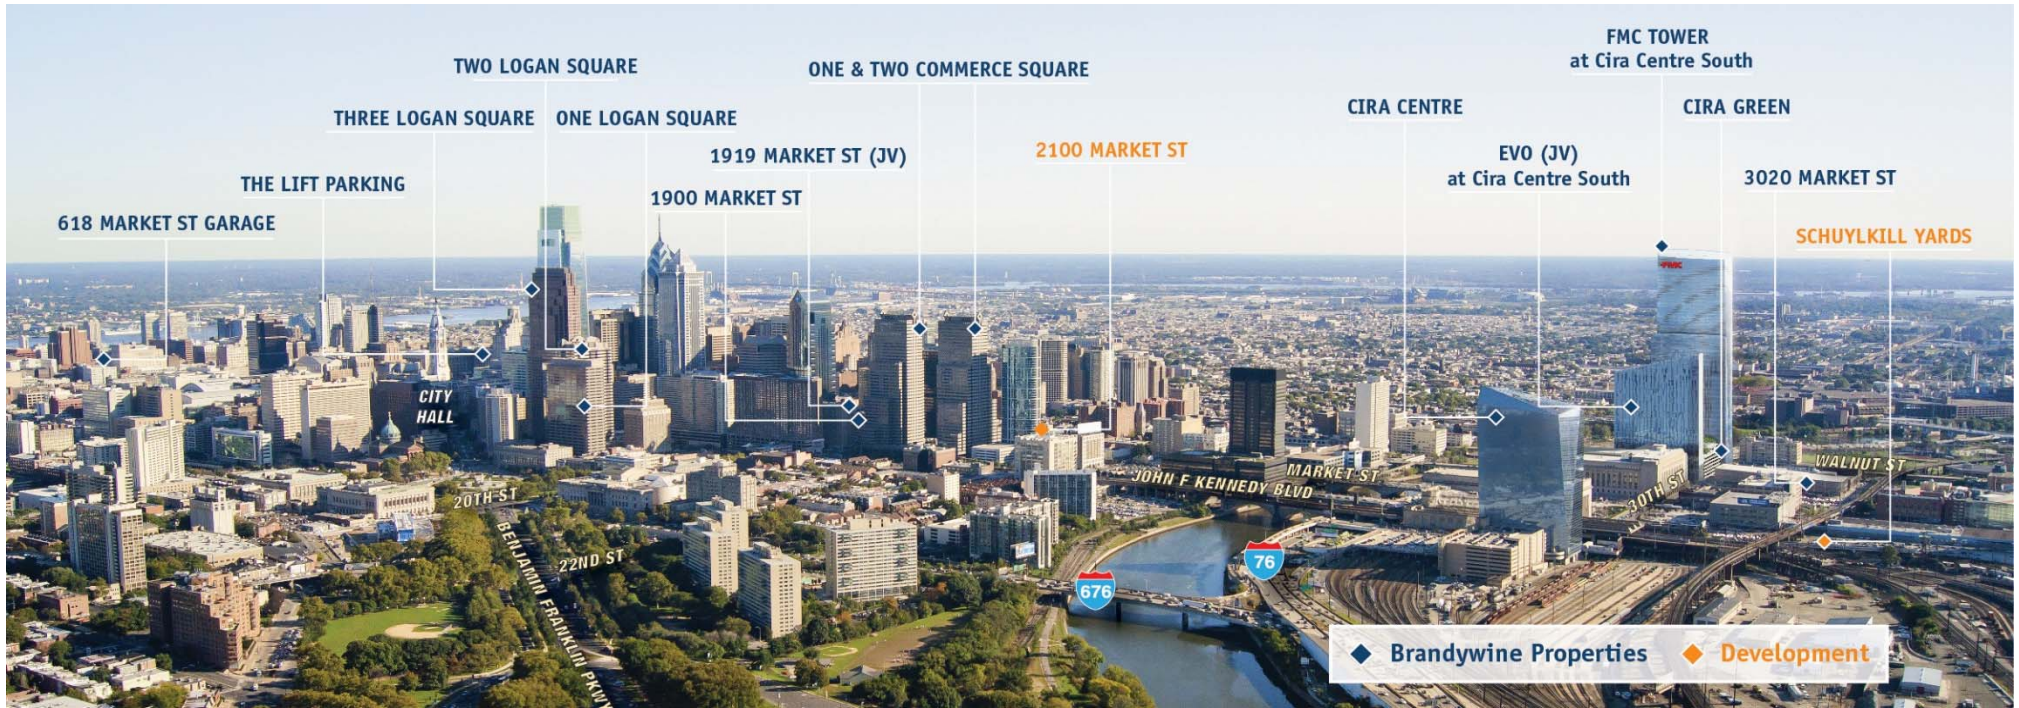 FMC TOWER
at Cira Centre South
TWO LOGAN SQUARE
ONE & TWO COMMERCE SQUARE
CIRA CENTRE
CIRA GREEN
THREE LOGAN SQUARE
ONE LOGAN SQUARE
1919 MARKET ST (JV)
2100 MARKET ST
EVO (JV)
at Cira Centre South
THE LIFT PARKING
1900 MARKET ST
3020 MARKET ST
618 MARKET ST GARAGE
SCHUYLKILL YARDS
FMC
CITY
HALL
20TH ST
BENJAMIN FRANKLIN PKWY
22ND ST
JOHN F KENNEDY BLVD
MARKET ST
30TH ST
WALNUT ST
76
676
Brandywine Properties
Development